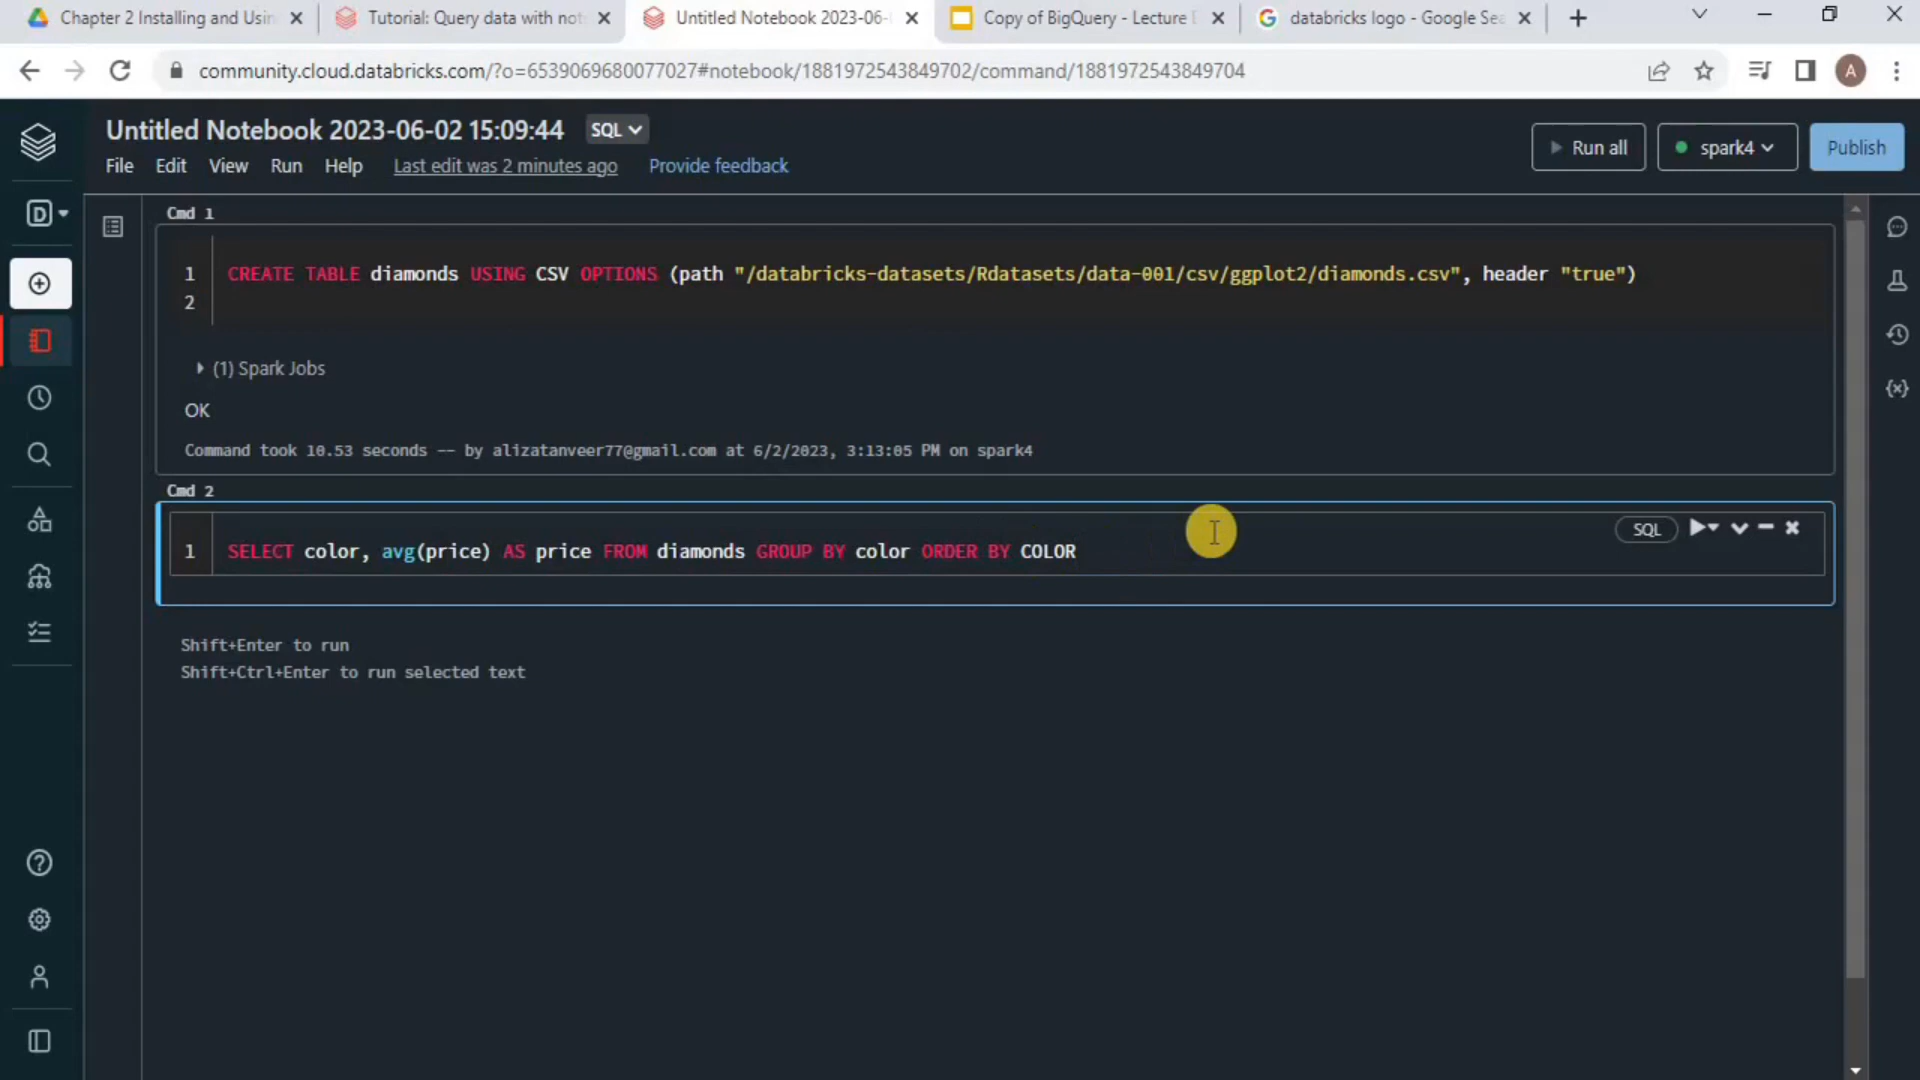 Chapter 2 Installing and Usin
Tutorial: Query data with not
Untitled Notebook 2023-06-
Copy of BigQuery - Lecture
databricks logo - Google Sea
community.cloud.databricks.com/?o=6539069680077027#notebook/1881972543849702/command/1881972543849704
A
Untitled Notebook 2023-06-02 15:09:44
SQL
File Edit View Run Help Last edit was 2 minutes ago Provide feedback
Run all
spark4
Publish
D
Cmd 1
1 CREATE TABLE diamonds USING CSV OPTIONS (path "/databricks-datasets/Rdatasets/data-001/csv/ggplot2/diamonds.csv", header "true")
2
(1) Spark Jobs
OK
Command took 10.53 seconds -- by alizatanveer77@gmail.com at 6/2/2023, 3:13:05 PM on spark4
Cmd 2
SQL
1 SELECT color, avg(price) AS price FROM diamonds GROUP BY color ORDER BY COLOR
Shift+Enter to run
Shift+Ctrl+Enter to run selected text